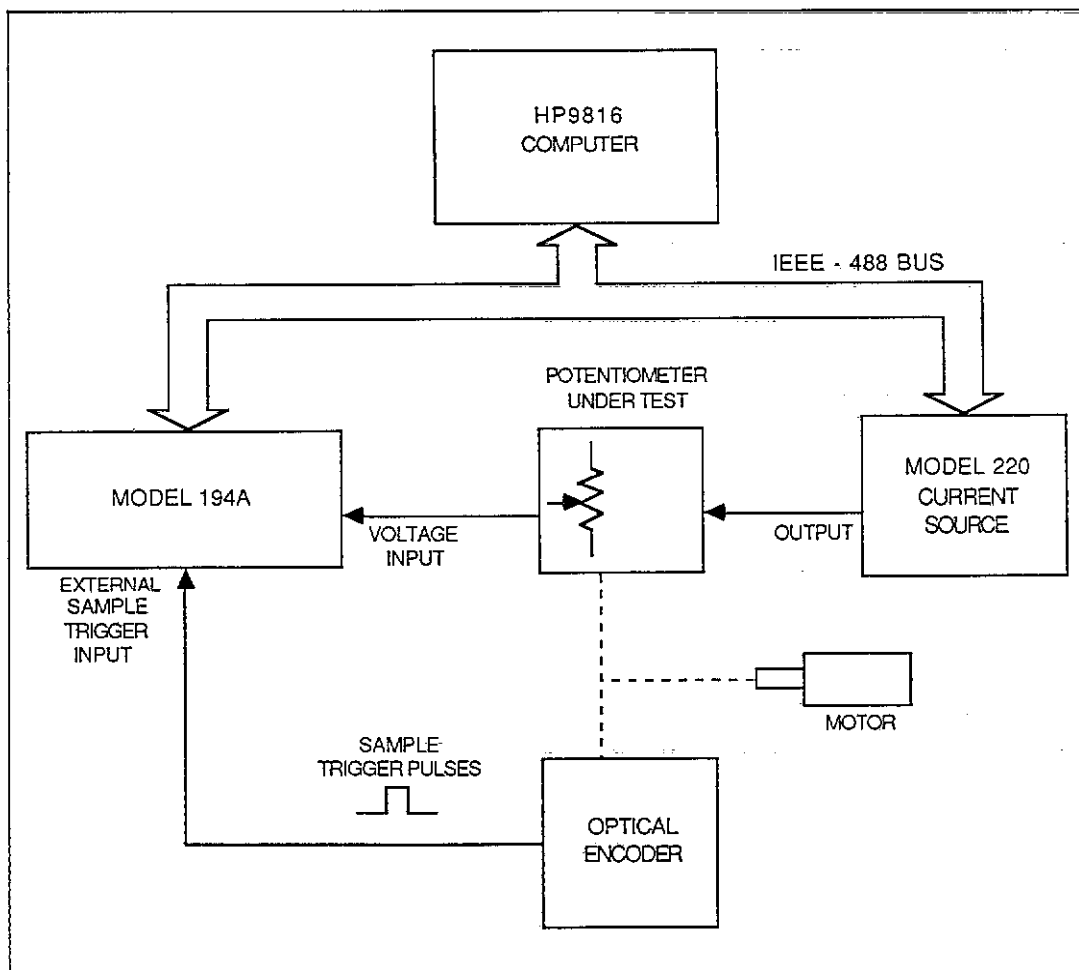 HP9816
COMPUTER
IEEE - 488 BUS
POTENTIOMETER
UNDER TEST
MODEL 194A
MODEL 220
CURRENT
SOURCE
VOLTAGE
INPUT
OUTPUT
EXTERNAL
SAMPLE
TRIGGER
INPUT
MOTOR
SAMPLE-
TRIGGER PULSES
OPTICAL
ENCODER